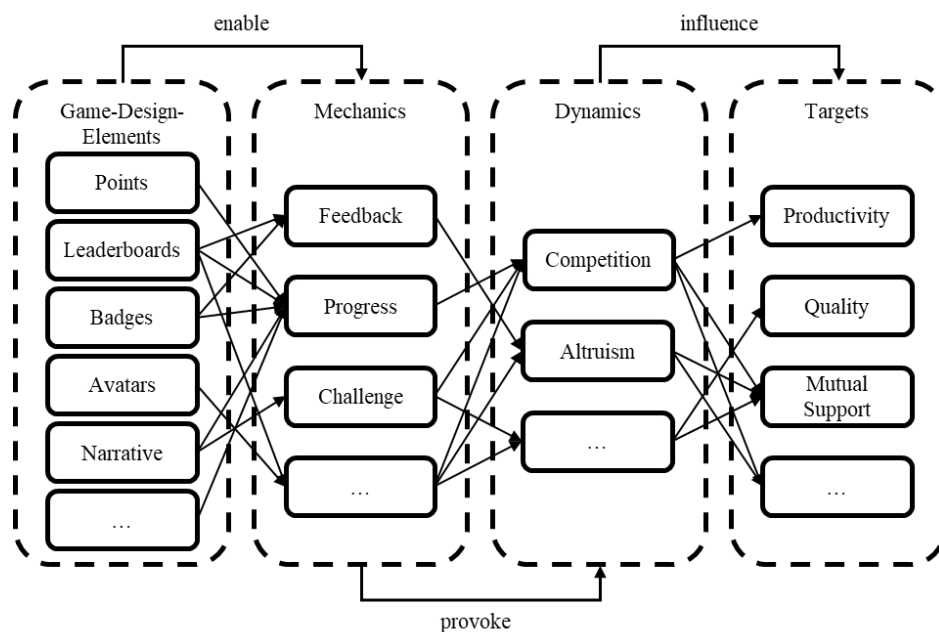 enable
influence
Game-Design-
Elements
Points
Leaderboards
Badges
Avatars
Narrative
…
Mechanics
Feedback
Progress
Challenge
…
Dynamics
Competition
Altruism
…
Targets
Productivity
Quality
Mutual
Support
…
provoke